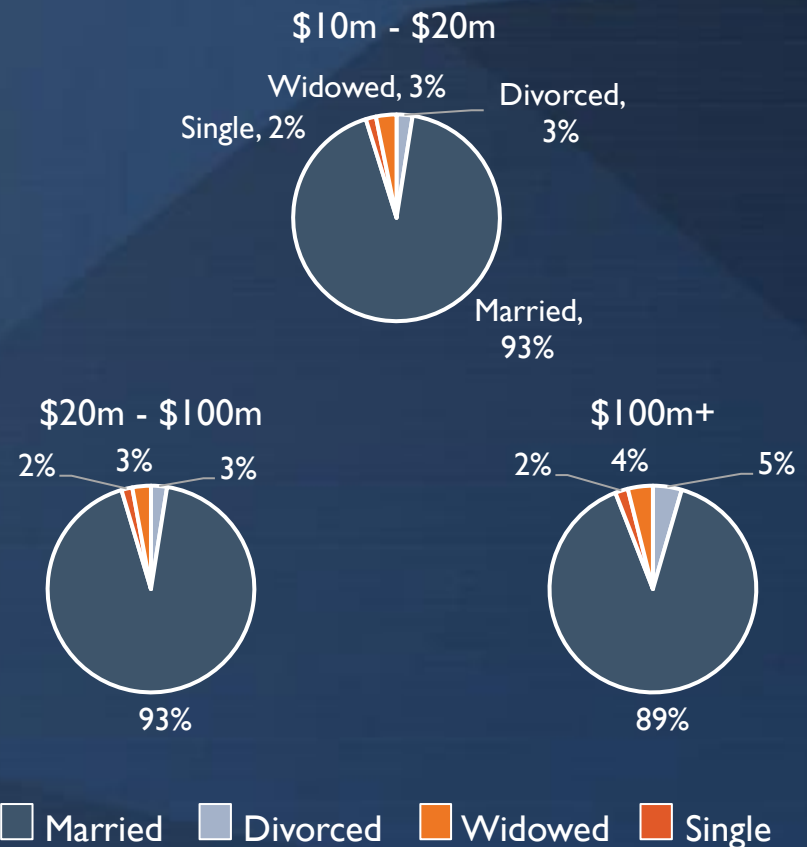 $10m - $20m
Widowed, 3%
Divorced,
3%
Single, 2%
Married,
93%
$20m - $100m
2%
3%
3%
93%
$100m+
2%
4%
5%
89%
Married
Divorced
Widowed
Single